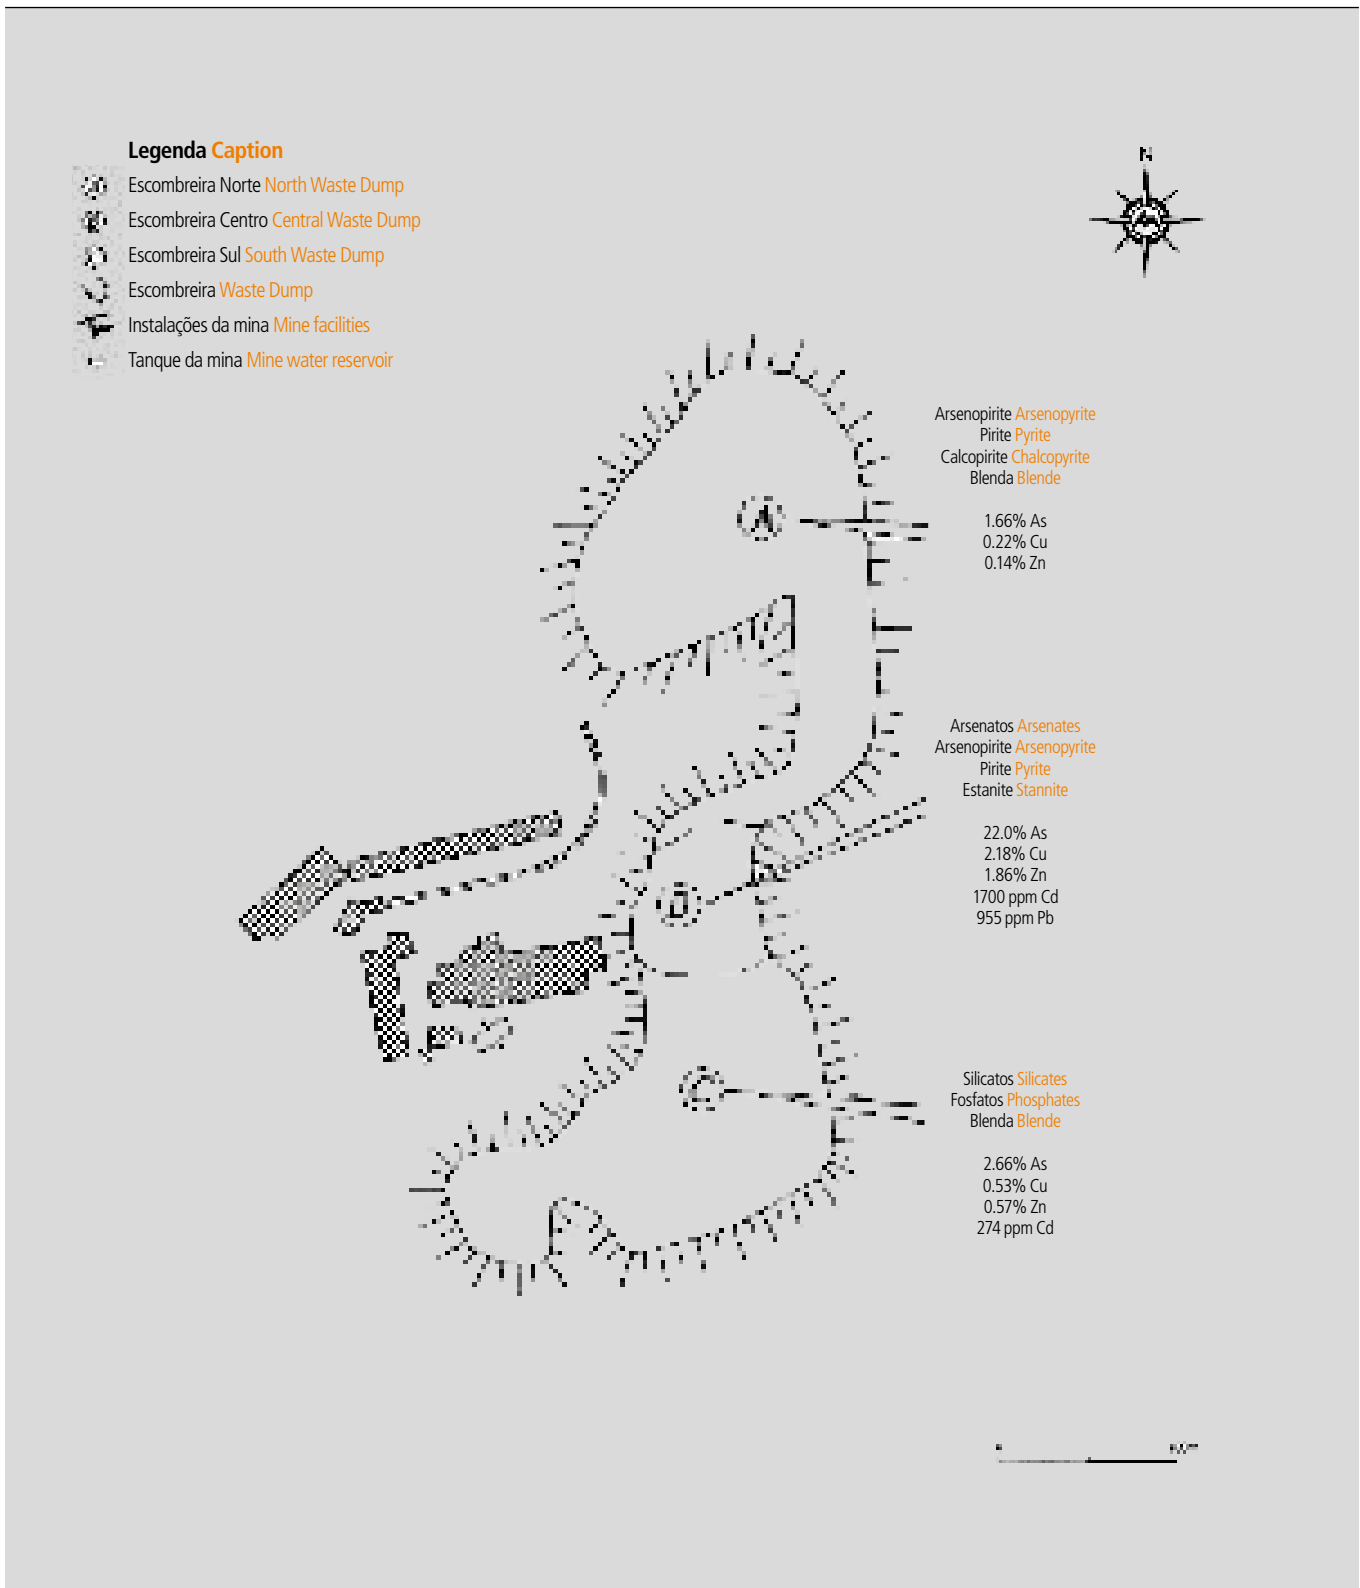 Legenda Caption
Escombreira Norte North Waste Dump
Escombreira Centro Central Waste Dump
Escombreira Sul South Waste Dump
Escombreira Waste Dump
Instalações da mina Mine facilities
Tanque da mina Mine water reservoir
N
Arsenopirite Arsenopyrite
Pirite Pyrite
Calcopirite Chalcopyrite
Blenda Blende
1.66% As
0.22% Cu
0.14% Zn
A
Arsenatos Arsenates
Arsenopirite Arsenopyrite
Pirite Pyrite
Estanite Stannite
22.0% As
2.18% Cu
1.86% Zn
1700 ppm Cd
955 ppm Pb
Silicatos Silicates
Fosfatos Phosphates
Blenda Blende
2.66% As
0.53% Cu
0.57% Zn
274 ppm Cd
C